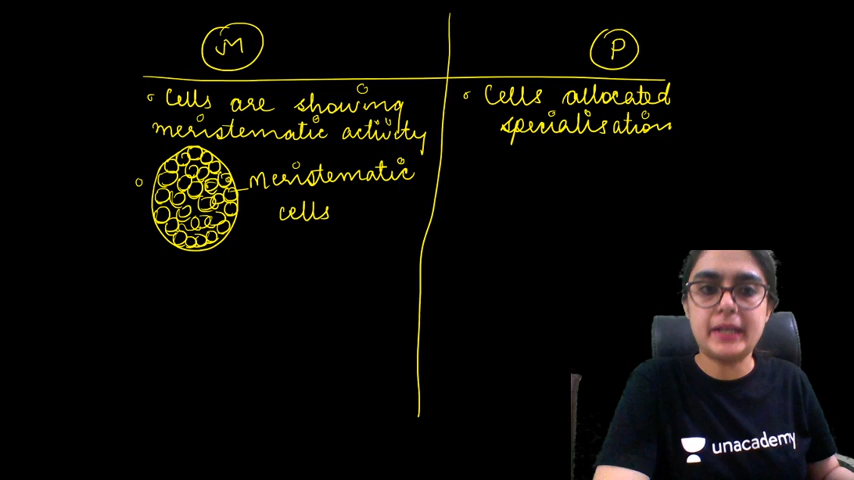 M
P
Cells are showing
meristematic activity
Meristematic
cells
Cells allocated
specialisation
unacademy